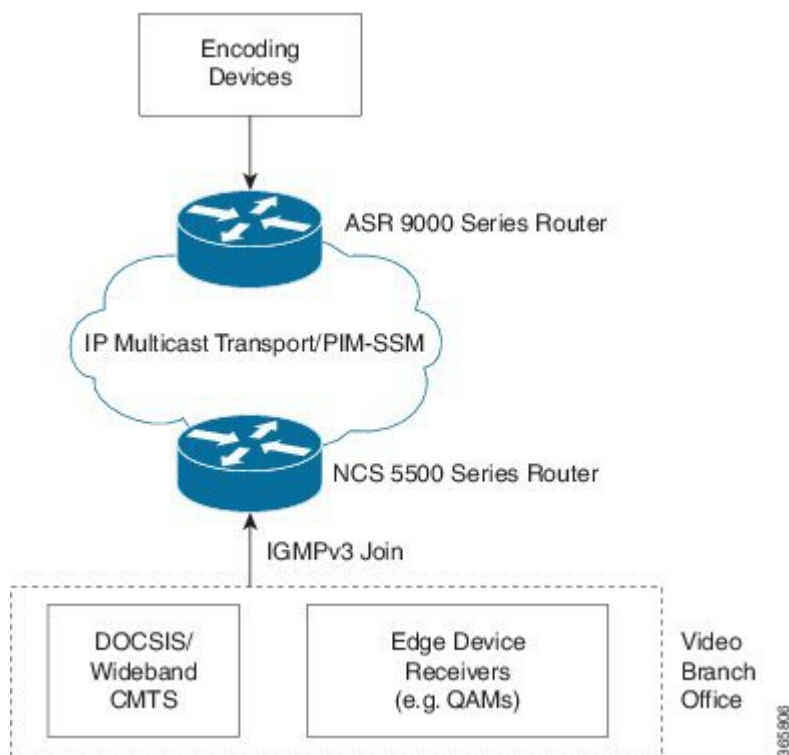 Encoding
Devices
ASR 9000 Series Router
IP Multicast Transport/PIM-SSM
NCS 5500 Series Router
IGMPv3 Join
DOCSIS/
Wideband
CMTS
Edge Device
Receivers
(e.g. QAMs)
Video
Branch
Office
365806